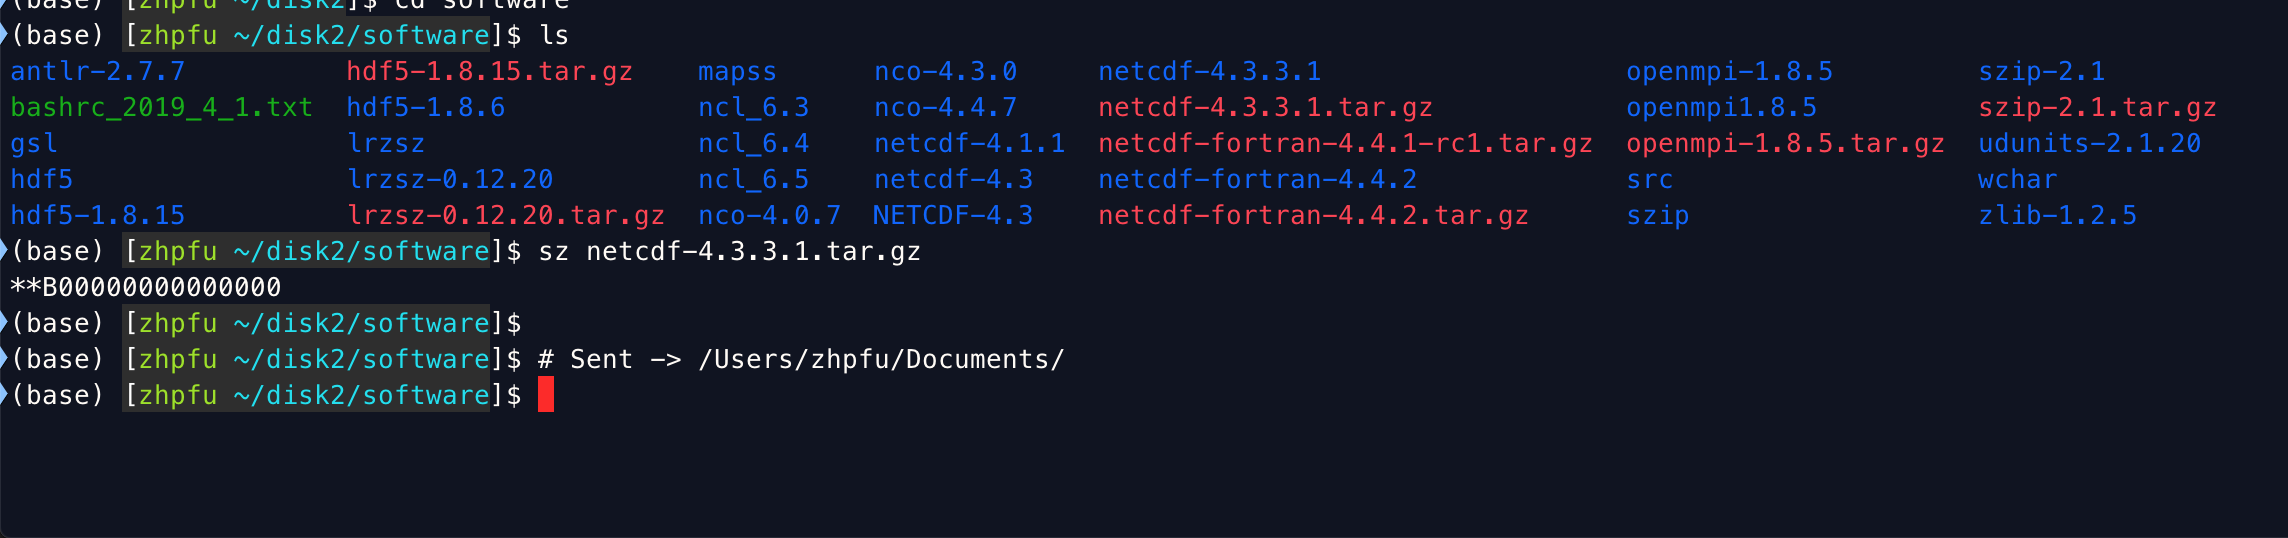 (base) [zhpfu ~/disk2]$ cd software
(base) [zhpfu ~/disk2/software]$ ls
antlr-2.7.7 hdf5-1.8.15.tar.gz mapss nco-4.3.0 netcdf-4.3.3.1 openmpi-1.8.5 szip-2.1
bashrc_2019_4_1.txt hdf5-1.8.6 ncl_6.3 nco-4.4.7 netcdf-4.3.3.1.tar.gz openmpi1.8.5 szip-2.1.tar.gz
gsl lrzsz ncl_6.4 netcdf-4.1.1 netcdf-fortran-4.4.1-rc1.tar.gz openmpi-1.8.5.tar.gz udunits-2.1.20
hdf5 lrzsz-0.12.20 ncl_6.5 netcdf-4.3 netcdf-fortran-4.4.2 src wchar
hdf5-1.8.15 lrzsz-0.12.20.tar.gz nco-4.0.7 NETCDF-4.3 netcdf-fortran-4.4.2.tar.gz szip zlib-1.2.5
(base) [zhpfu ~/disk2/software]$ sz netcdf-4.3.3.1.tar.gz
**B00000000000000
(base) [zhpfu ~/disk2/software]$
(base) [zhpfu ~/disk2/software]$ # Sent -> /Users/zhpfu/Documents/
(base) [zhpfu ~/disk2/software]$